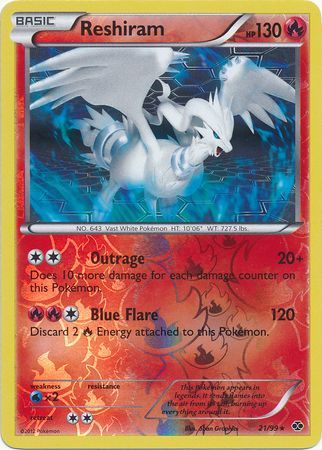 BASIC
Reshiram HP130
NO. 643 Vast White Pokémon HT: 10'06" WT: 727.5 lbs.
Outrage 20+
Does 10 more damage for each damage counter on
this Pokémon.
Blue Flare 120
Discard 2 Energy attached to this Pokémon.
weakness resistance
×2
retreat
This Pokémon appears in
legends. It sends flames into
the air from its tail, burning up
everything around it.
©2012 Pokémon Illus. 5ban Graphics 21/99